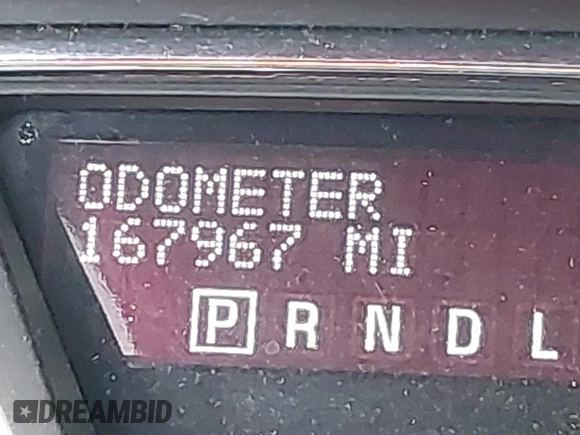 ODOMETER
167967 MI
P R N D L
DREAMBID